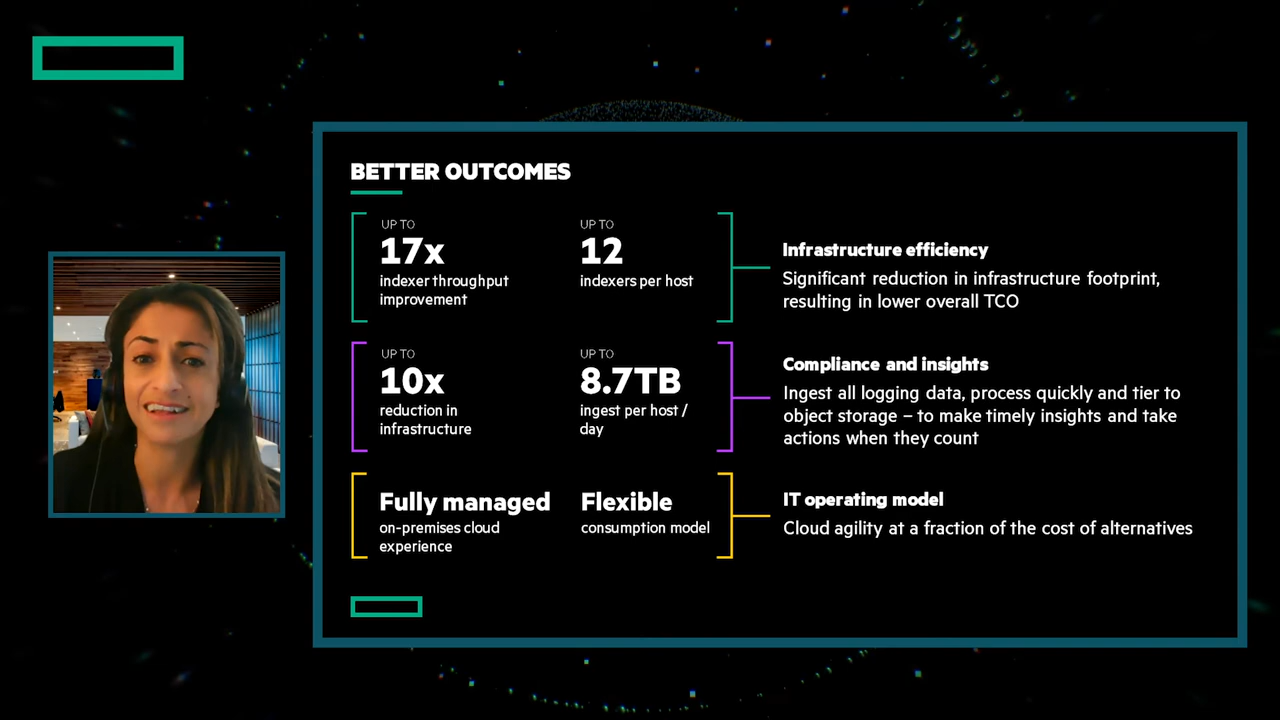 BETTER OUTCOMES
UP TO
17x
indexer throughput
improvement
UP TO
12
indexers per host
Infrastructure efficiency
Significant reduction in infrastructure footprint,
resulting in lower overall TCO
UP TO
10x
reduction in
infrastructure
UP TO
8.7TB
ingest per host /
day
Compliance and insights
Ingest all logging data, process quickly and tier to
object storage – to make timely insights and take
actions when they count
Fully managed
on-premises cloud
experience
Flexible
consumption model
IT operating model
Cloud agility at a fraction of the cost of alternatives